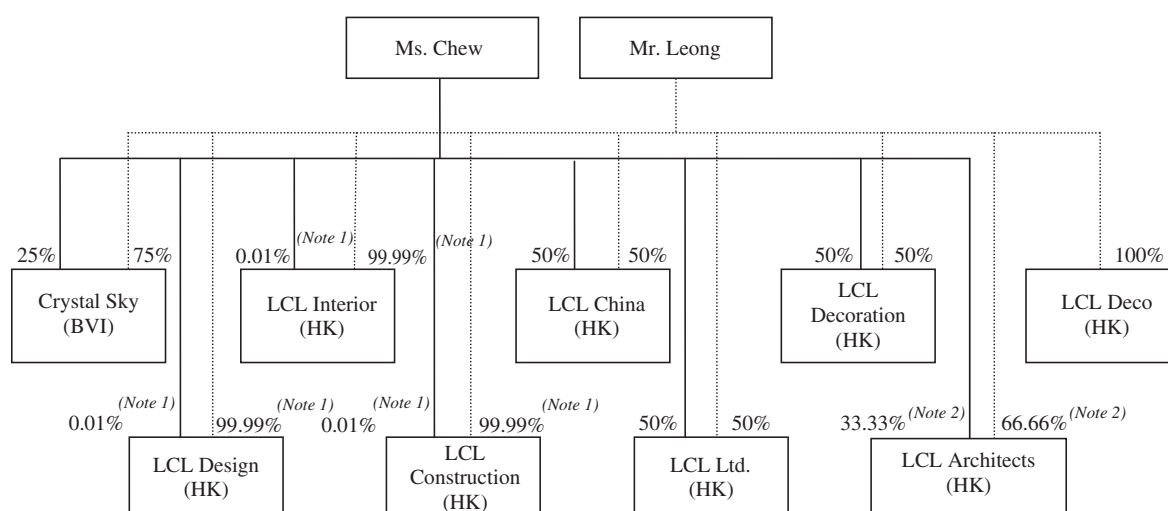 Ms. Chew
Mr. Leong
25%
75%
0.01% (Note 1)
99.99% (Note 1)
50%
50%
50%
50%
100%
Crystal Sky
(BVI)
LCL Interior
(HK)
LCL China
(HK)
LCL
Decoration
(HK)
LCL Deco
(HK)
0.01% (Note 1)
99.99% (Note 1)
0.01% (Note 1)
99.99% (Note 1)
50%
50%
33.33% (Note 2)
66.66% (Note 2)
LCL Design
(HK)
LCL
Construction
(HK)
LCL Ltd.
(HK)
LCL Architects
(HK)